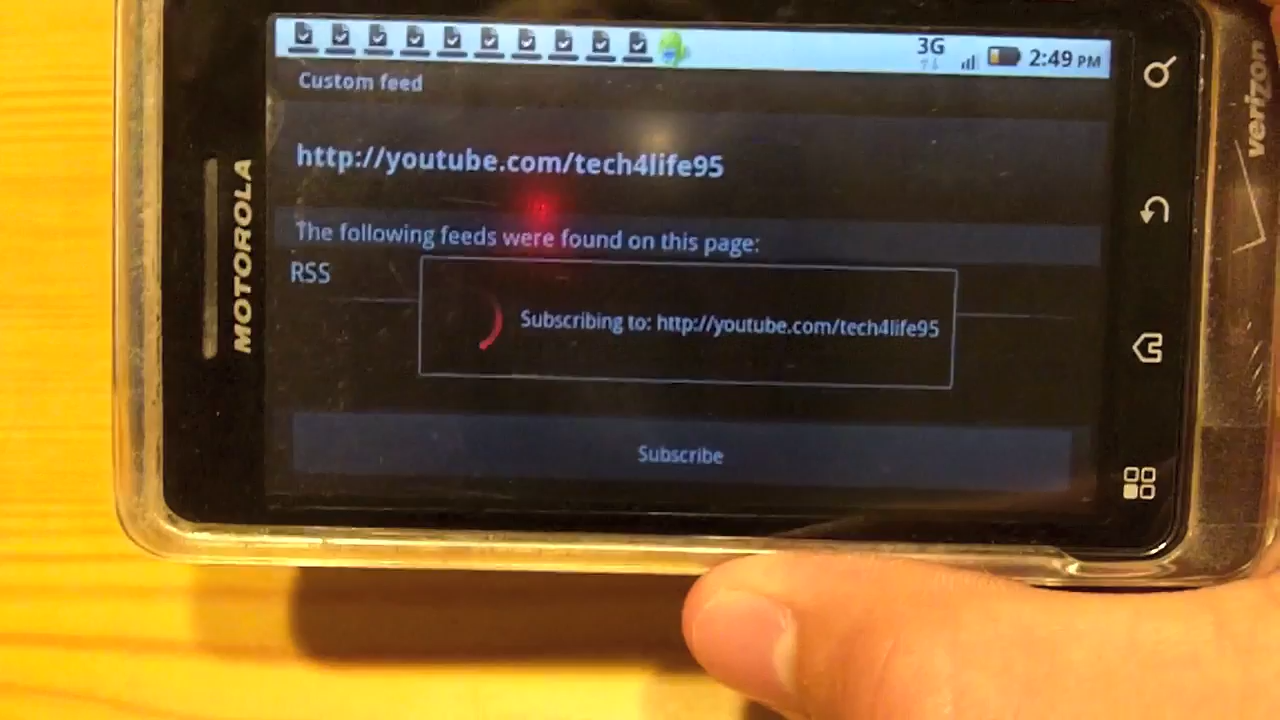 3G
2:49 PM
Custom feed
http://youtube.com/tech4life95
The following feeds were found on this page:
RSS
Subscribing to: http://youtube.com/tech4life95
Subscribe
MOTOROLA
verizon